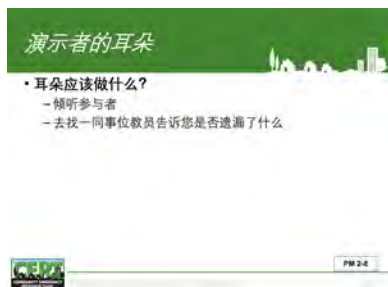 演示者的耳朵
• 耳朵应该做什么?
– 倾听参与者
– 去找一同事位教员告诉您是否遗漏了什么
CERT
PM 2-8